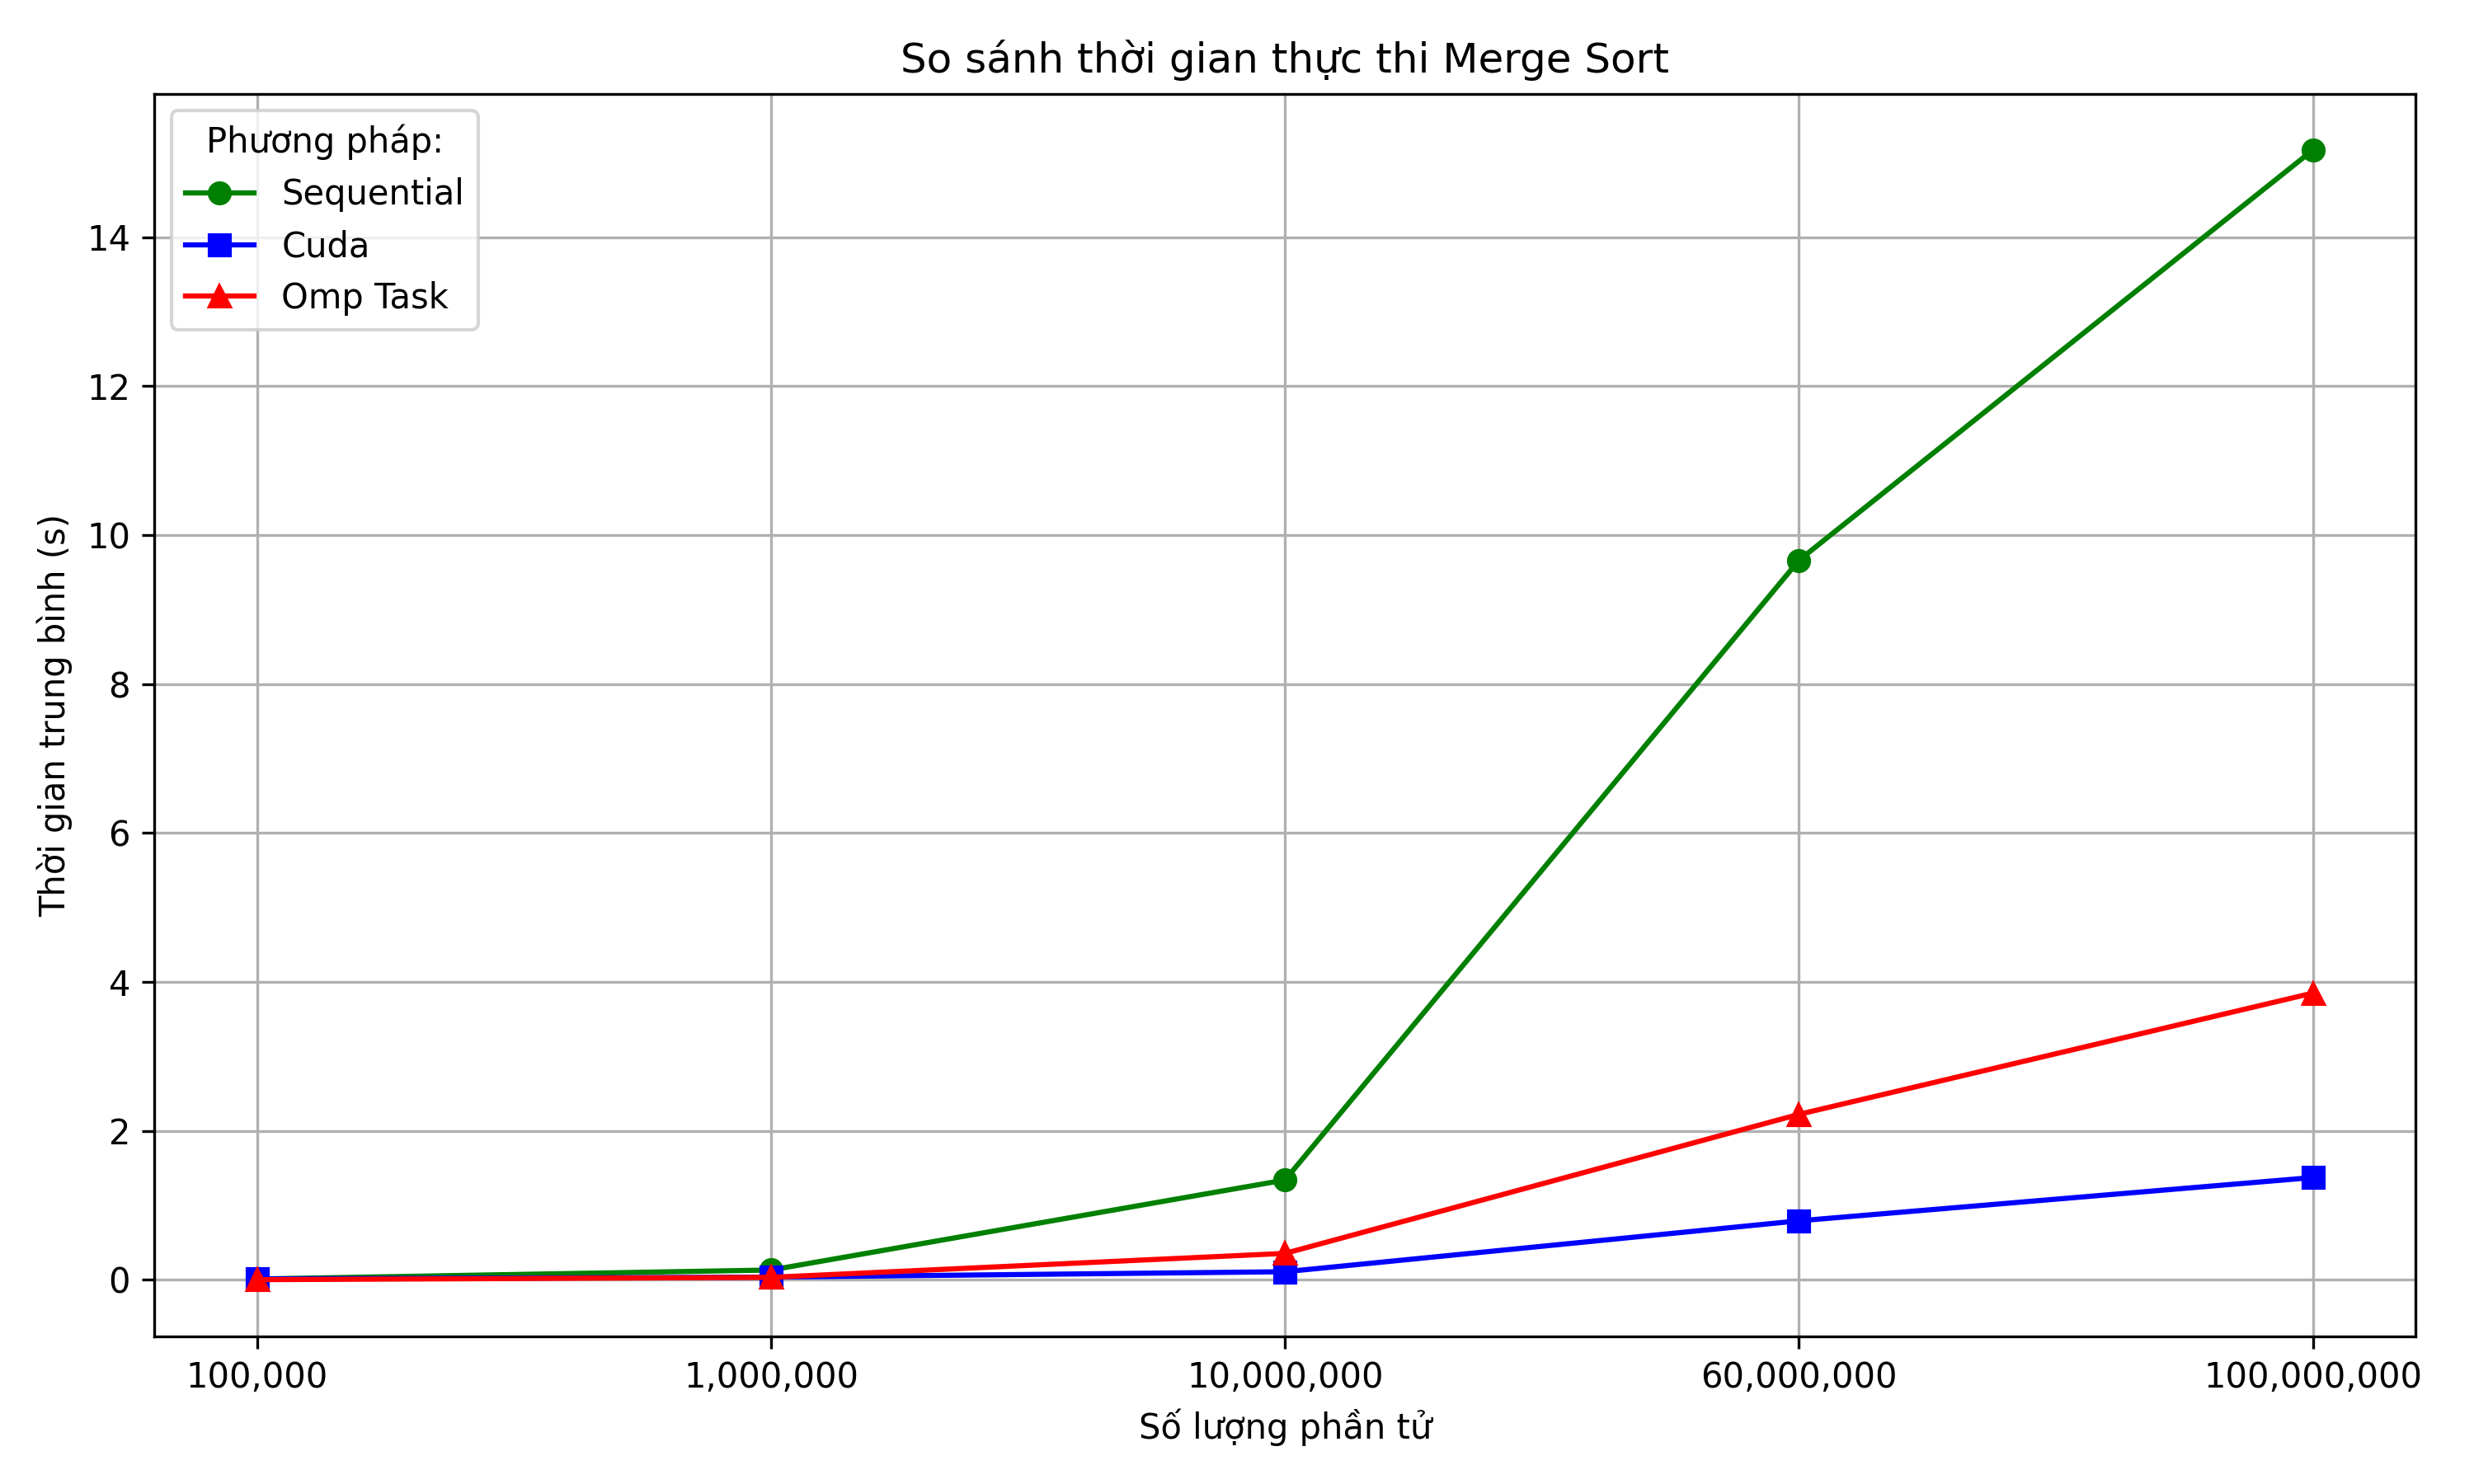 So sánh thời gian thực thi Merge Sort
Phương pháp:
Sequential
Cuda
Omp Task
Thời gian trung bình (s)
14
12
10
8
6
4
2
0
100,000
1,000,000
10,000,000
60,000,000
100,000,000
Số lượng phần tử